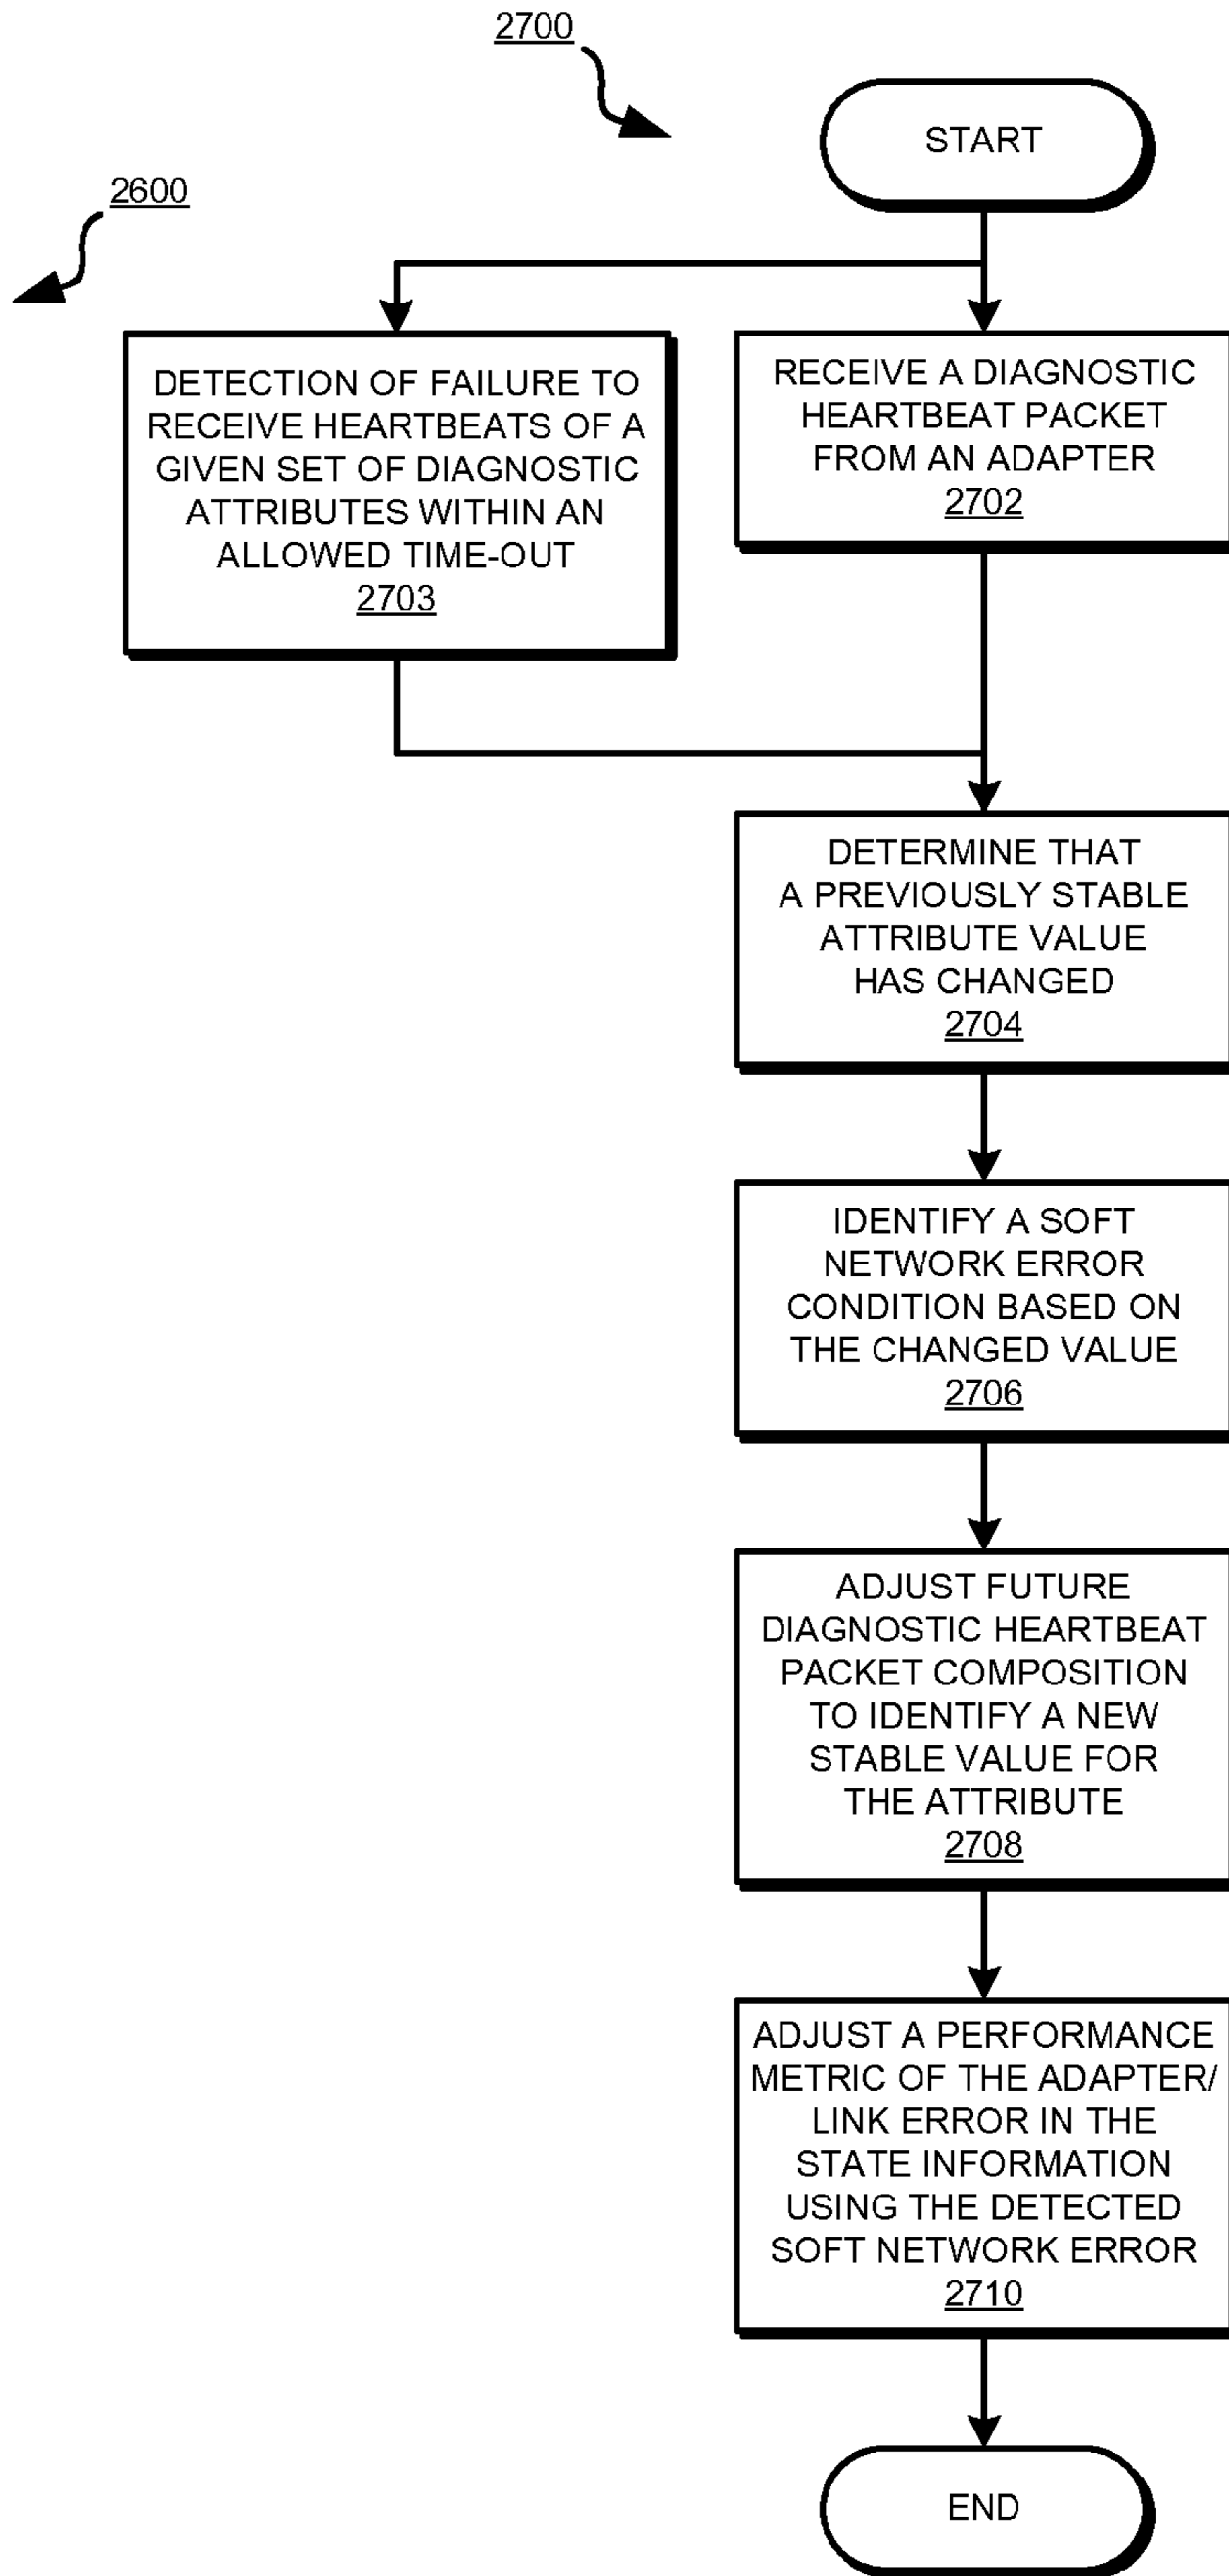 2700
START
2600
DETECTION OF FAILURE TO
RECEIVE HEARTBEATS OF A
GIVEN SET OF DIAGNOSTIC
ATTRIBUTES WITHIN AN
ALLOWED TIME-OUT
2703
RECEIVE A DIAGNOSTIC
HEARTBEAT PACKET
FROM AN ADAPTER
2702
DETERMINE THAT
A PREVIOUSLY STABLE
ATTRIBUTE VALUE
HAS CHANGED
2704
IDENTIFY A SOFT
NETWORK ERROR
CONDITION BASED ON
THE CHANGED VALUE
2706
ADJUST FUTURE
DIAGNOSTIC HEARTBEAT
PACKET COMPOSITION
TO IDENTIFY A NEW
STABLE VALUE FOR
THE ATTRIBUTE
2708
ADJUST A PERFORMANCE
METRIC OF THE ADAPTER/
LINK ERROR IN THE
STATE INFORMATION
USING THE DETECTED
SOFT NETWORK ERROR
2710
END